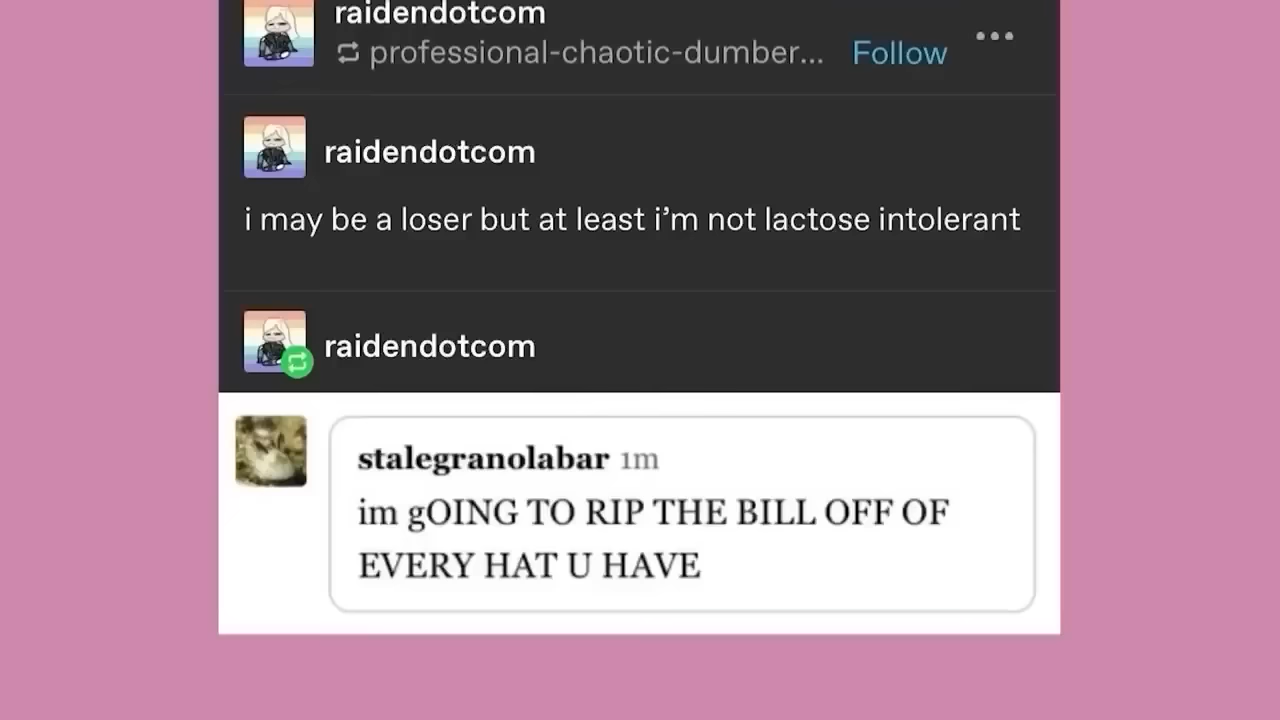 raidendotcom
professional-chaotic-dumber... Follow
raidendotcom
i may be a loser but at least i’m not lactose intolerant
raidendotcom
stalegranolabar 1m
im gOING TO RIP THE BILL OFF OF
EVERY HAT U HAVE